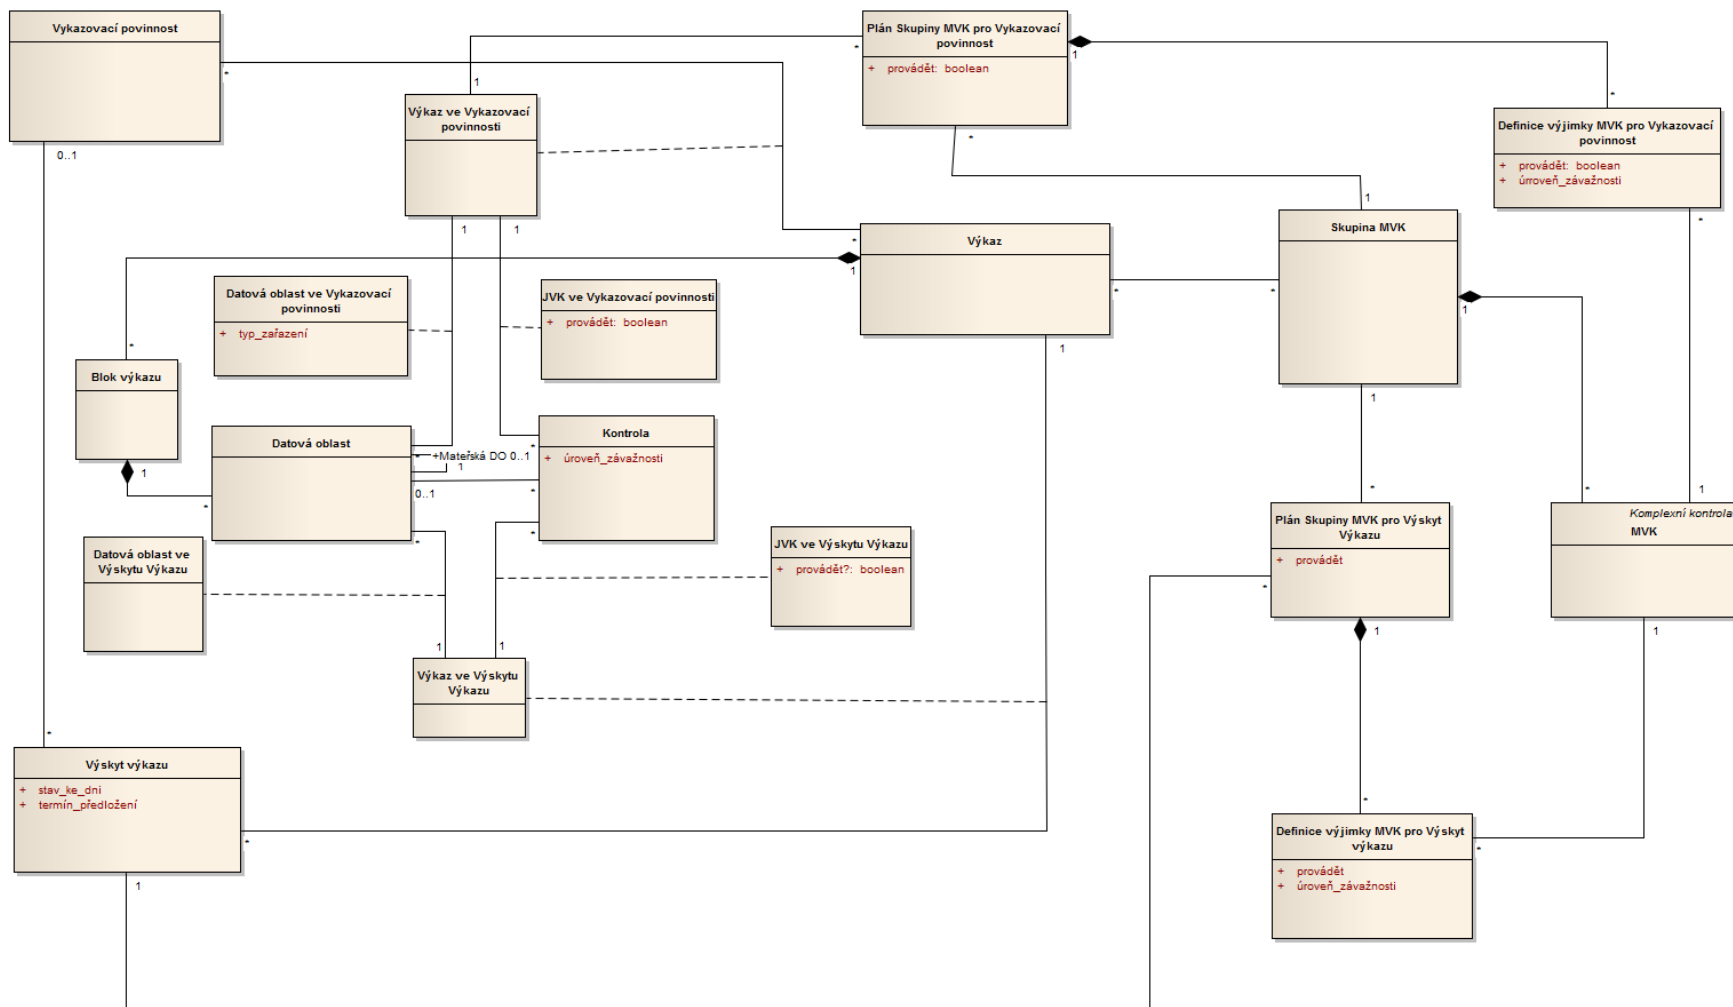 Vykazovací povinnost
Plán Skupiny MVK pro Vykazovací
povinnost
+ provádět: boolean
*
1
*
1
*
0..1
Výkaz ve Vykazovací
povinnosti
*
Definice výjimky MVK pro Vykazovací
povinnost
+ provádět: boolean
+ úrroveň_závažnosti
*
1
1
1
*
Výkaz
1
Skupina MVK
*
*
1
*
Datová oblast ve Vykazovací
povinnosti
+ typ_zařazení
JVK ve Vykazovací povinnosti
+ provádět: boolean
*
1
1
Blok výkazu
1
*
Datová oblast
*
+Mateřská DO 0..1
1
0..1
*
Kontrola
+ úroveň_závažnosti
*
*
*
*
*
1
Plán Skupiny MVK pro Výskyt
Výkazu
+ provádět
*
1
Komplexní kontrola
MVK
1
Datová oblast ve
Výskytu Výkazu
JVK ve Výskytu Výkazu
+ provádět?: boolean
1
1
Výkaz ve Výskytu
Výkazu
*
Výskyt výkazu
+ stav_ke_dni
+ termín_předložení
*
1
*
Definice výjimky MVK pro Výskyt
výkazu
+ provádět
+ úroveň_závažnosti
*